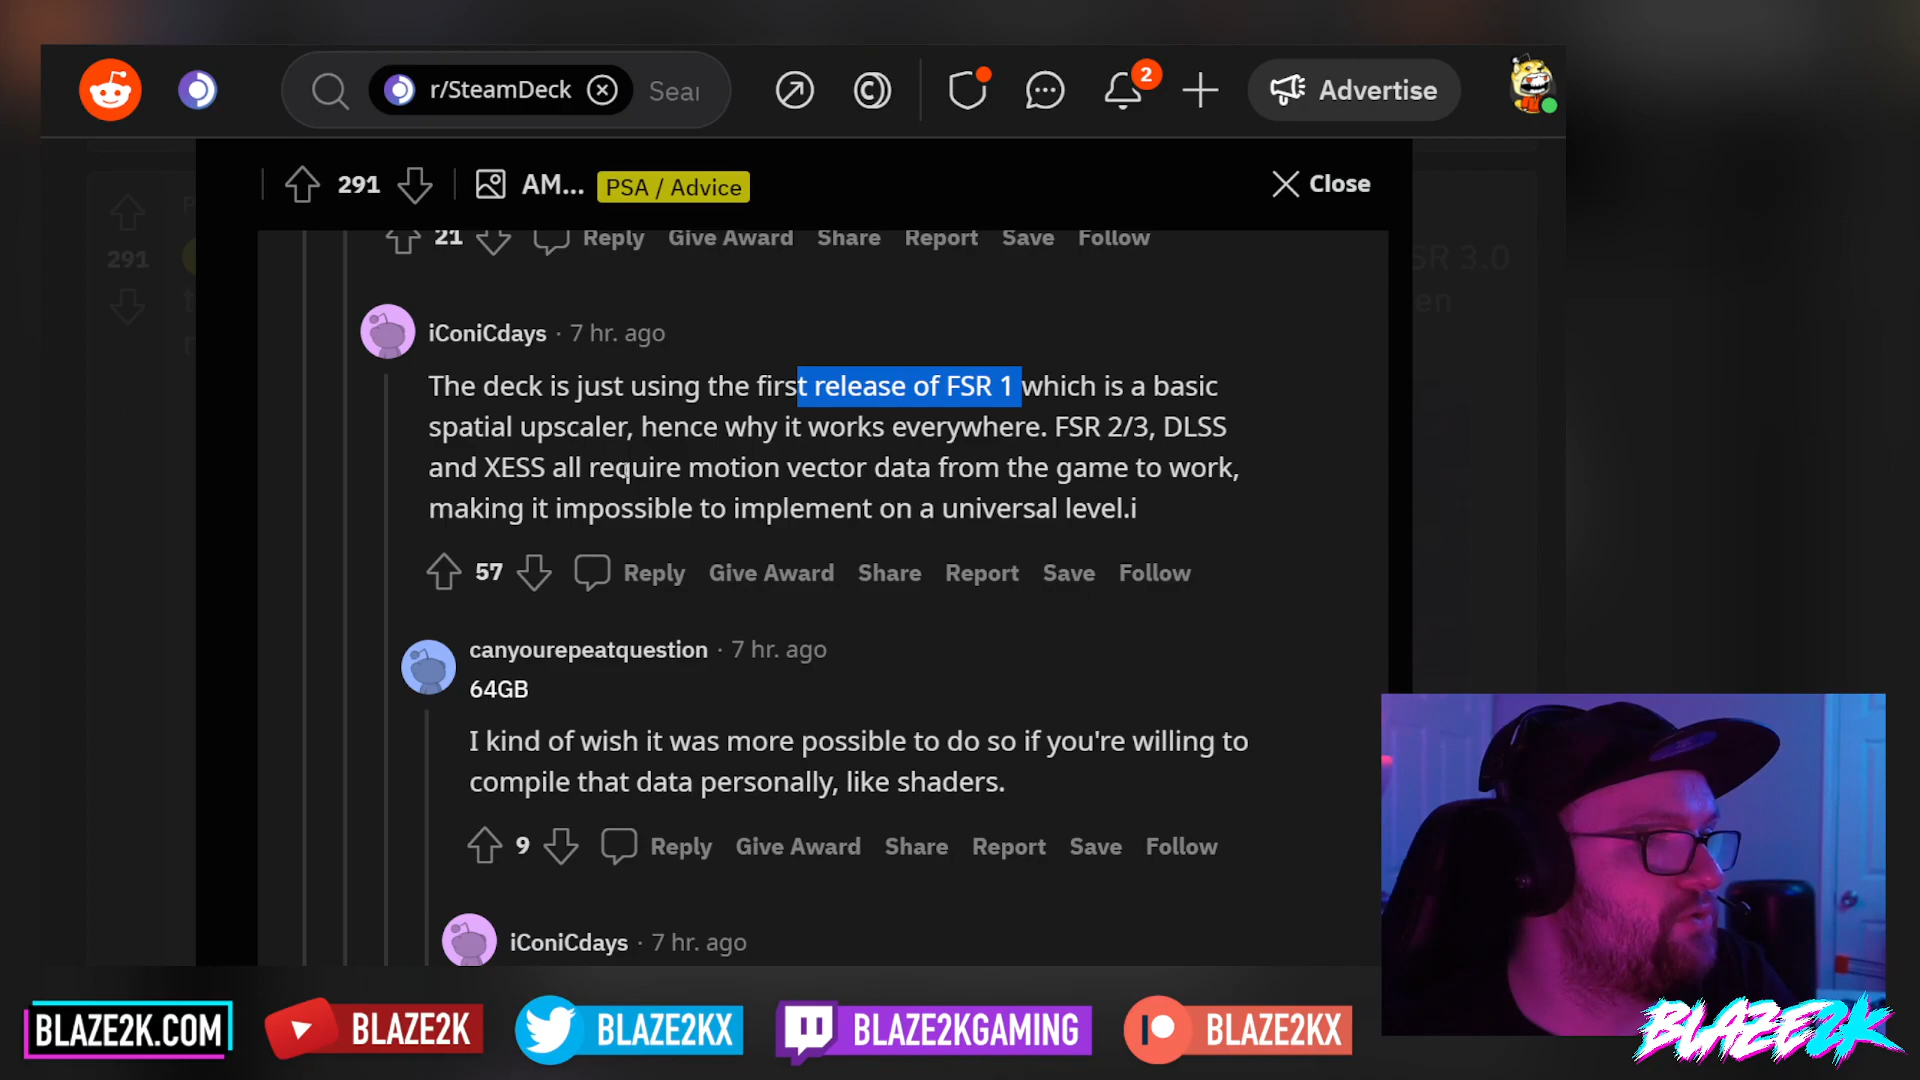 r/SteamDeck
Sear
2
Advertise
291
AM...
PSA / Advice
Close
21
Reply
Give Award
Share
Report
Save
Follow
291
SR 3.0
en
iConiCdays · 7 hr. ago
The deck is just using the first release of FSR 1 which is a basic
spatial upscaler, hence why it works everywhere. FSR 2/3, DLSS
and XESS all require motion vector data from the game to work,
making it impossible to implement on a universal level.i
57
Reply
Give Award
Share
Report
Save
Follow
canyourepeatquestion · 7 hr. ago
64GB
I kind of wish it was more possible to do so if you're willing to
compile that data personally, like shaders.
9
Reply
Give Award
Share
Report
Save
Follow
iConiCdays · 7 hr. ago
BLAZE2K.COM
BLAZE2K
BLAZE2KX
BLAZE2KGAMING
BLAZE2KX
BLAZE2K